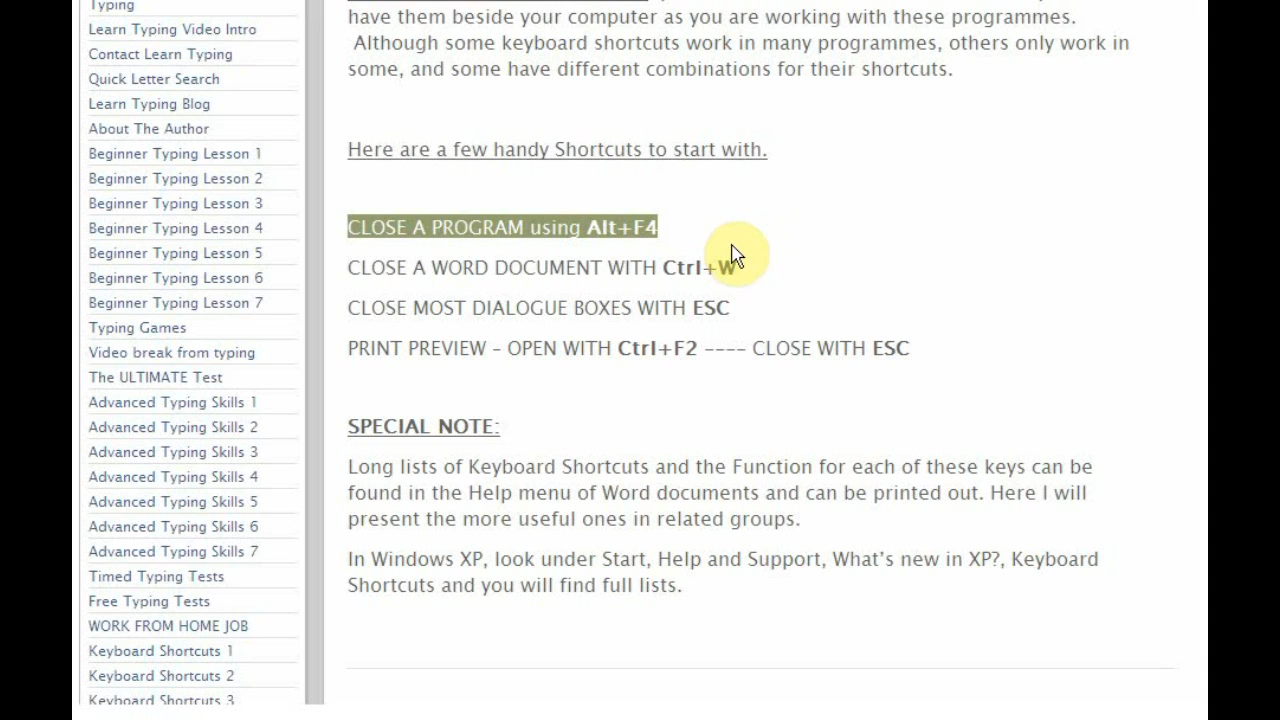 Typing
Learn Typing Video Intro
Contact Learn Typing
Quick Letter Search
Learn Typing Blog
About The Author
Beginner Typing Lesson 1
Beginner Typing Lesson 2
Beginner Typing Lesson 3
Beginner Typing Lesson 4
Beginner Typing Lesson 5
Beginner Typing Lesson 6
Beginner Typing Lesson 7
Typing Games
Video break from typing
The ULTIMATE Test
Advanced Typing Skills 1
Advanced Typing Skills 2
Advanced Typing Skills 3
Advanced Typing Skills 4
Advanced Typing Skills 5
Advanced Typing Skills 6
Advanced Typing Skills 7
Timed Typing Tests
Free Typing Tests
WORK FROM HOME JOB
Keyboard Shortcuts 1
Keyboard Shortcuts 2
Keyboard Shortcuts 3
have them beside your computer as you are working with these programmes.
Although some keyboard shortcuts work in many programmes, others only work in
some, and some have different combinations for their shortcuts.
Here are a few handy Shortcuts to start with.
CLOSE A PROGRAM using Alt+F4
CLOSE A WORD DOCUMENT WITH Ctrl+W
CLOSE MOST DIALOGUE BOXES WITH ESC
PRINT PREVIEW – OPEN WITH Ctrl+F2 ---- CLOSE WITH ESC
SPECIAL NOTE:
Long lists of Keyboard Shortcuts and the Function for each of these keys can be
found in the Help menu of Word documents and can be printed out. Here I will
present the more useful ones in related groups.
In Windows XP, look under Start, Help and Support, What's new in XP?, Keyboard
Shortcuts and you will find full lists.